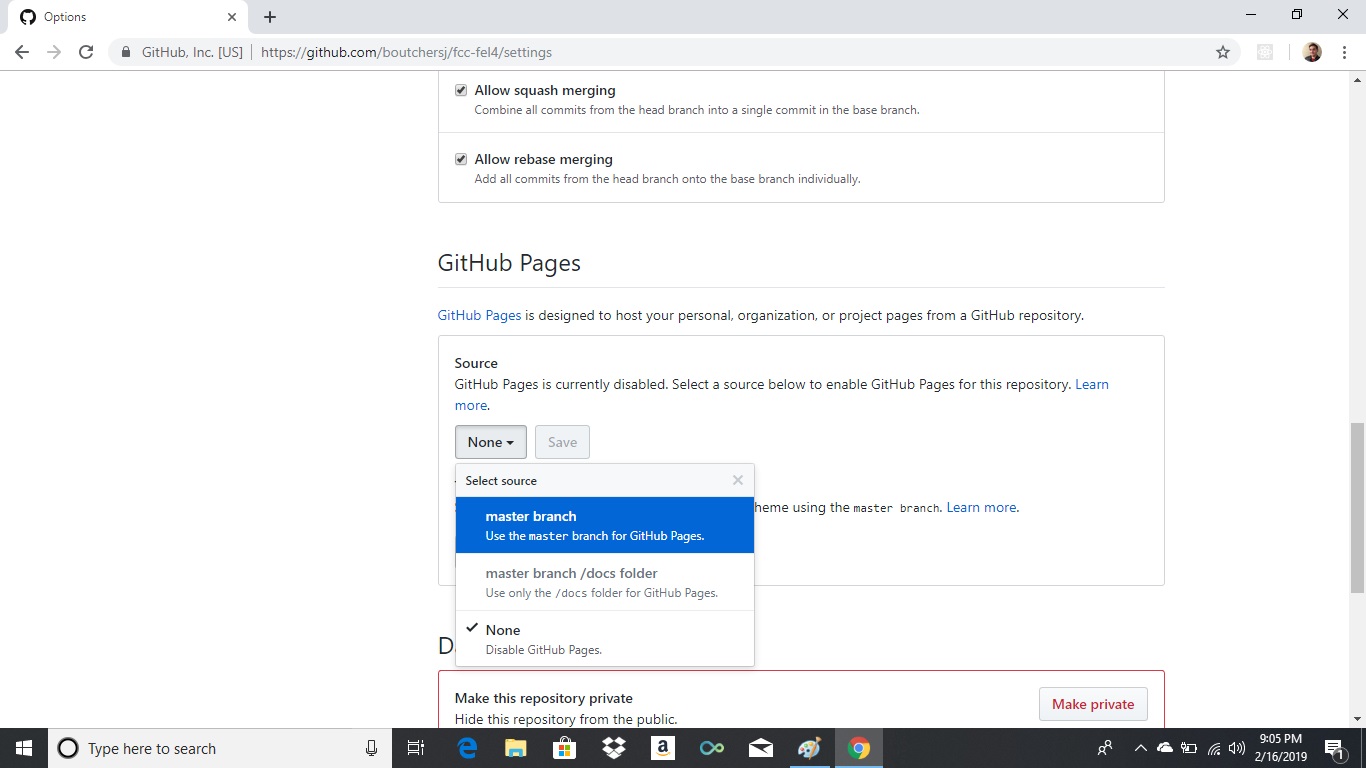 Options
GitHub, Inc. [US] https://github.com/boutchersj/fcc-fel4/settings
Allow squash merging
Combine all commits from the head branch into a single commit in the base branch.
Allow rebase merging
Add all commits from the head branch onto the base branch individually.
GitHub Pages
GitHub Pages is designed to host your personal, organization, or project pages from a GitHub repository.
Source
GitHub Pages is currently disabled. Select a source below to enable GitHub Pages for this repository. Learn
more.
None Save
Select source
master branch
Use the master branch for GitHub Pages.
heme using the master branch. Learn more.
master branch /docs folder
Use only the /docs folder for GitHub Pages.
None
Disable GitHub Pages.
D
Make this repository private
Hide this repository from the public.
Make private
Type here to search
9:05 PM
2/16/2019
1